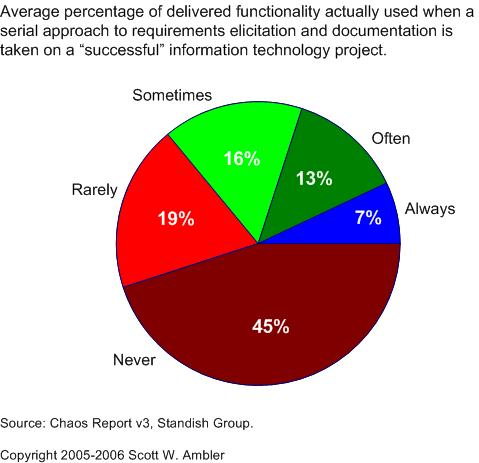 Average percentage of delivered functionality actually used when a
serial approach to requirements elicitation and documentation is
taken on a “successful” information technology project.
Sometimes
Often
16%
13%
Rarely
Always
19%
7%
45%
Never
Source: Chaos Report v3, Standish Group.
Copyright 2005-2006 Scott W. Ambler